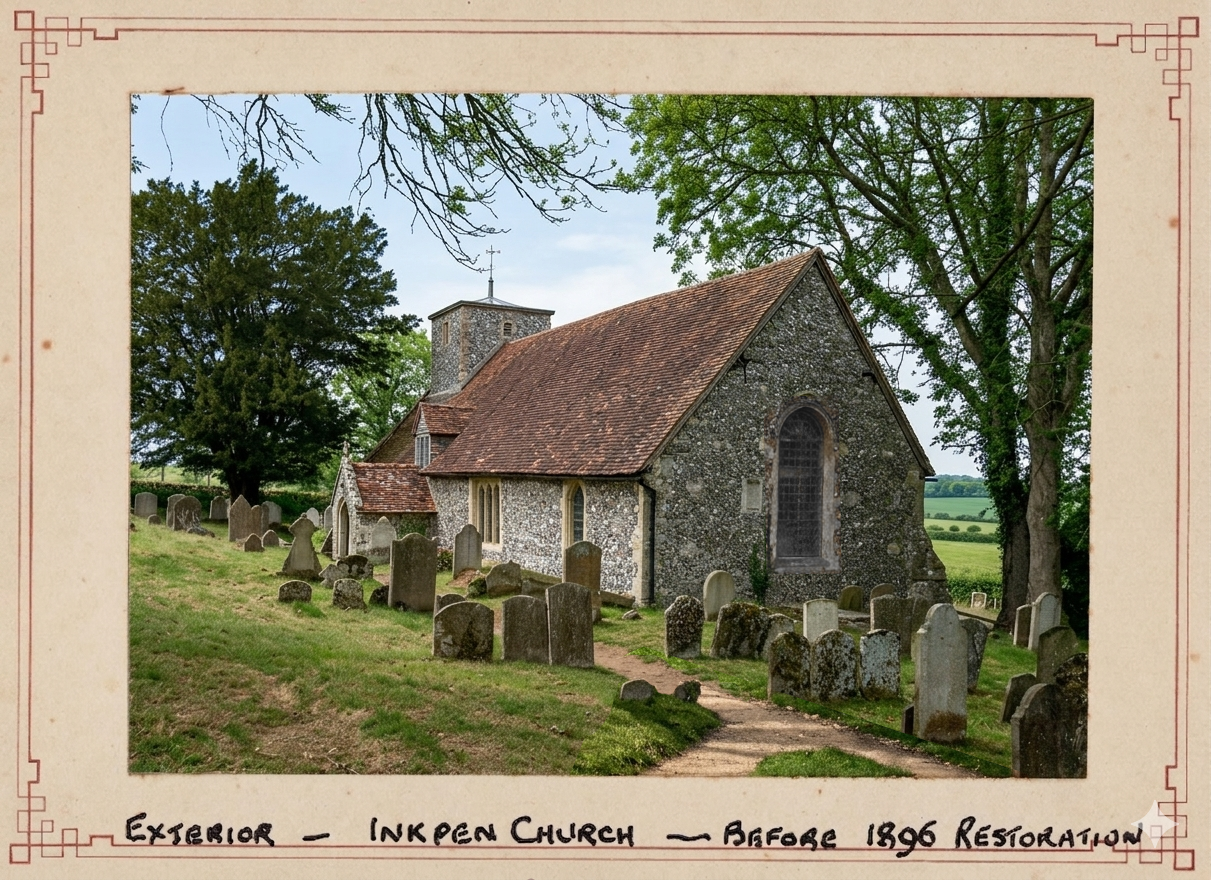 EXTERIOR — INKPEN CHURCH — BEFORE 1896 RESTORATION